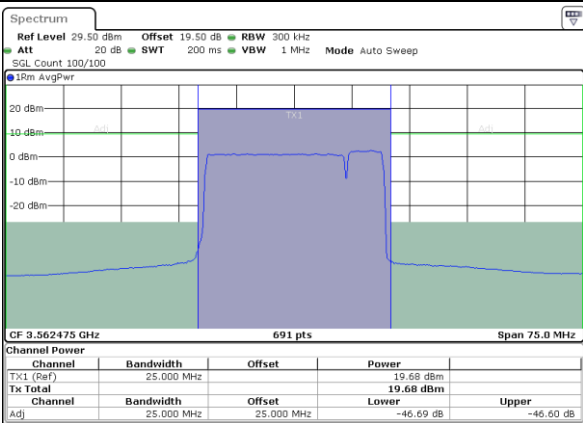 Spectrum
Ref Level 29.50 dBm Offset 19.50 dB RBW 300 kHz
Att 20 dB SWT 200 ms VBW 1 MHz Mode Auto Sweep
SGL Count 100/100
1Rm AvgPwr
20 dBm
TX1
10 dBm
Adj
Adj
0 dBm
-10 dBm
-20 dBm
CF 3.562475 GHz 691 pts Span 75.0 MHz
Channel Power
Channel Bandwidth Offset Power
TX1 (Ref) 25.000 MHz 19.68 dBm
Tx Total 19.68 dBm
Channel Bandwidth Offset Lower Upper
Adj 25.000 MHz 25.000 MHz -46.69 dB -46.60 dB